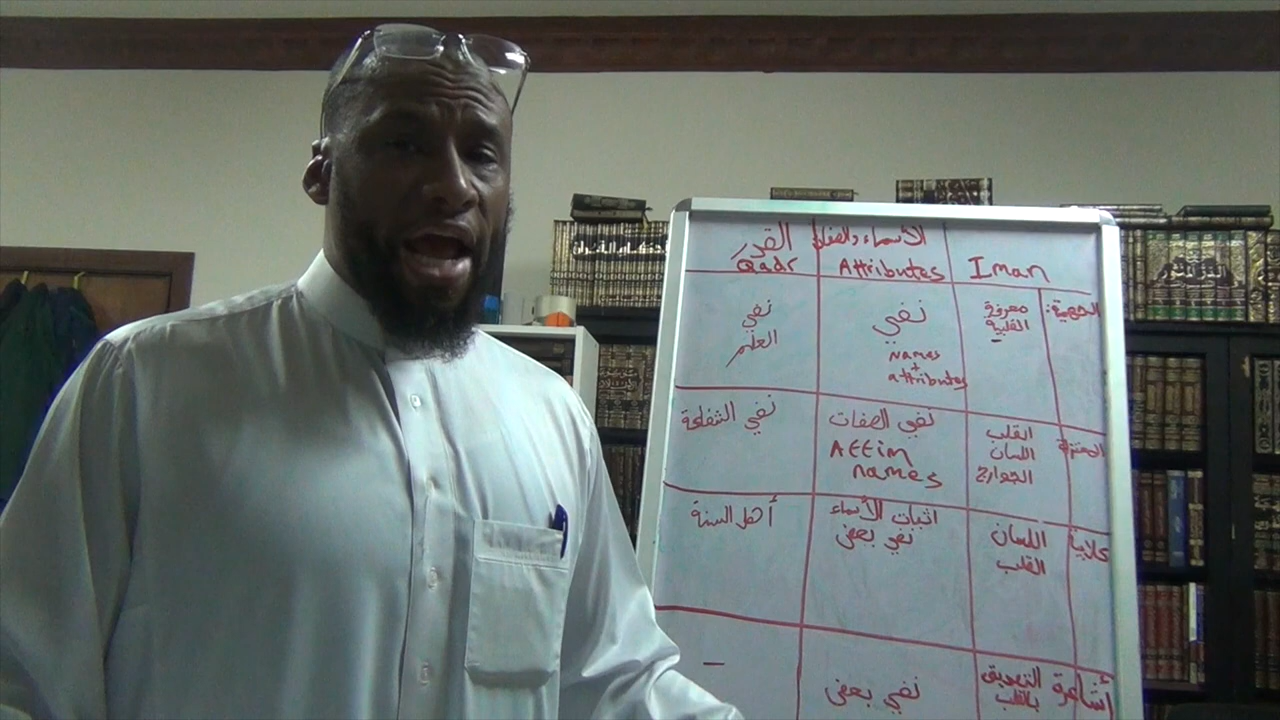 القدر
Qadr
الأسماء والصفات
Attributes
Iman
الجهمية:
معرفة
القلبية
نفي
Names
+
attributes
نفي
العلم
المعتزلة
القلب
اللسان
الجوارح
نفي الصفات
Affirm
names
نفي
كلابية
اللسان
القلب
اثبات الأسماء
نفي بعض
أهل السنة
أشاعرة
التصديق
بالقلب
نفي بعض
–